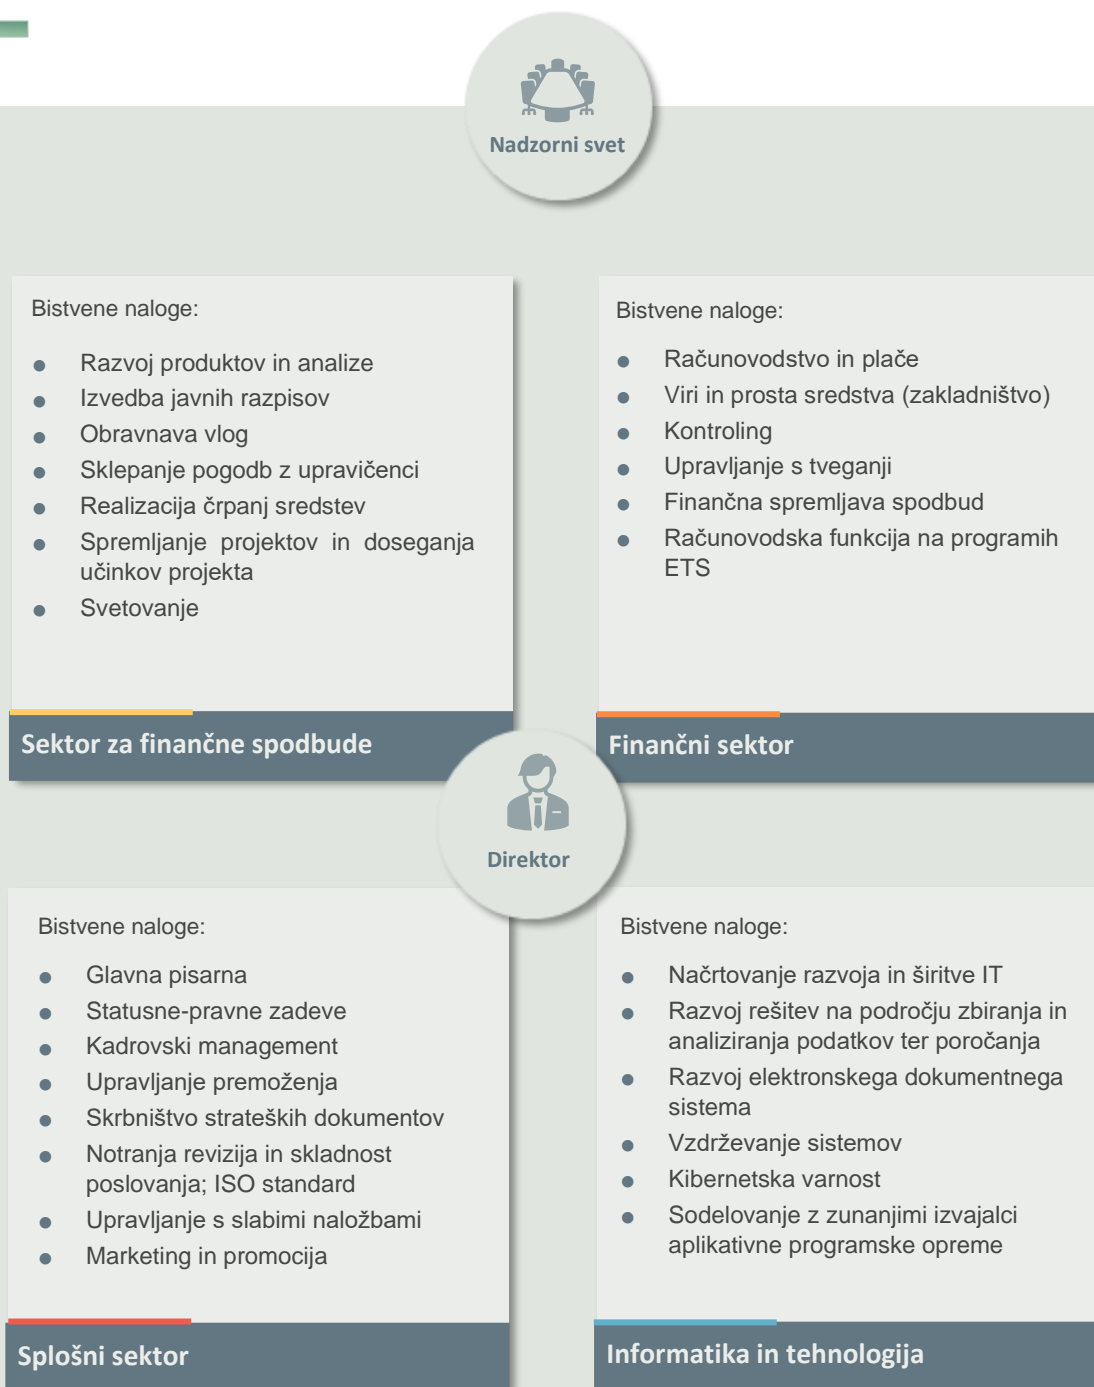 Nadzorni svet
Bistvene naloge:
● Razvoj produktov in analize
● Izvedba javnih razpisov
● Obravnava vlog
● Sklepanje pogodb z upravičenci
● Realizacija črpanj sredstev
● Spremljanje projektov in doseganja
učinkov projekta
● Svetovanje
Sektor za finančne spodbude
Bistvene naloge:
● Računovodstvo in plače
● Viri in prosta sredstva (zakladništvo)
● Kontroling
● Upravljanje s tveganji
● Finančna spremljava spodbud
● Računovodska funkcija na programih
ETS
Finančni sektor
Direktor
Bistvene naloge:
● Glavna pisarna
● Statusne-pravne zadeve
● Kadrovski management
● Upravljanje premoženja
● Skrbništvo strateških dokumentov
● Notranja revizija in skladnost
poslovanja; ISO standard
● Upravljanje s slabimi naložbami
● Marketing in promocija
Splošni sektor
Bistvene naloge:
● Načrtovanje razvoja in širitve IT
● Razvoj rešitev na področju zbiranja in
analiziranja podatkov ter poročanja
● Razvoj elektronskega dokumentnega
sistema
● Vzdrževanje sistemov
● Kibernetska varnost
● Sodelovanje z zunanjimi izvajalci
aplikativne programske opreme
Informatika in tehnologija